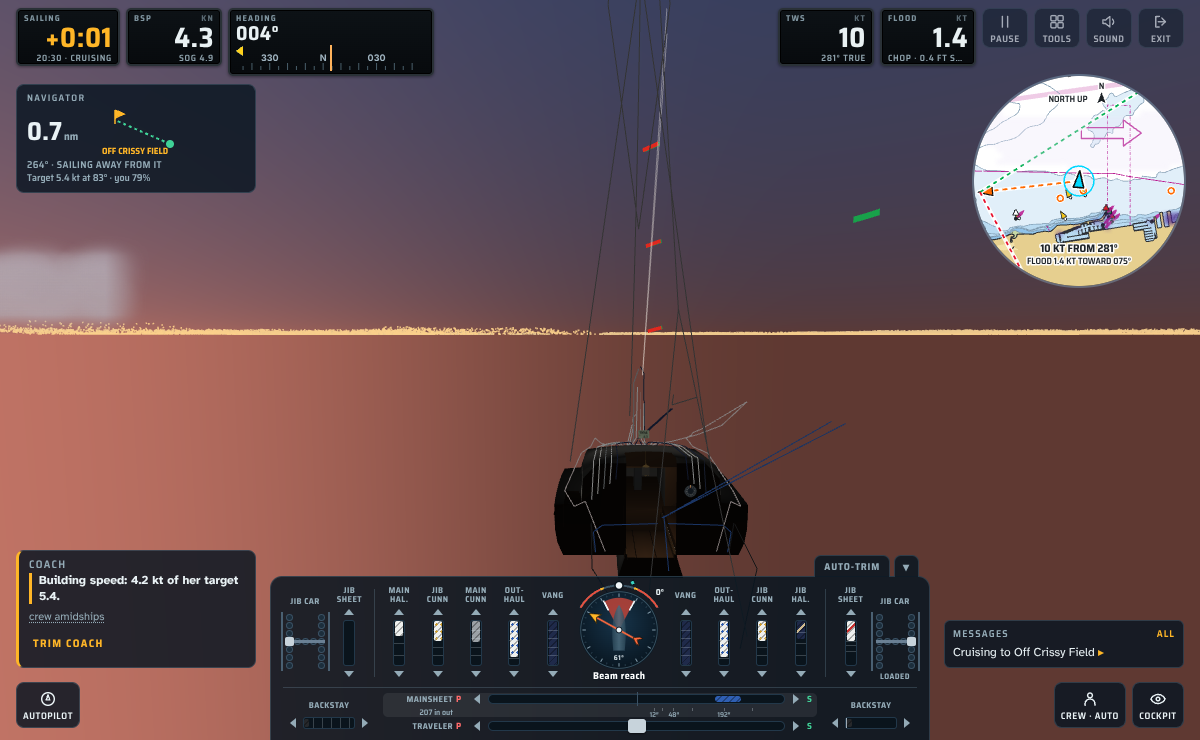 SAILING
+0:01
20:30 · CRUISING
BSP KN
4.3
SOG 4.9
HEADING
004°
330 N 030
TWS KT
10
281° TRUE
FLOOD KT
1.4
CHOP · 0.4 FT S...
PAUSE
TOOLS
SOUND
EXIT
NAVIGATOR
0.7 nm
OFF CRISSY FIELD
264° · SAILING AWAY FROM IT
Target 5.4 kt at 83° · you 79%
N
NORTH UP
10 KT FROM 281°
FLOOD 1.4 KT TOWARD 075°
COACH
Building speed: 4.2 kt of her target
5.4.
crew amidships
TRIM COACH
AUTOPILOT
AUTO-TRIM ▼
JIB CAR
JIB SHEET
MAIN HAL.
JIB CUNN
MAIN CUNN
OUT-HAUL
VANG
0°
61°
Beam reach
VANG
OUT-HAUL
JIB CUNN
JIB HAL.
JIB SHEET
JIB CAR
LOADED
BACKSTAY
MAINSHEET P S
207 in out
12° 48° 192°
TRAVELER P S
BACKSTAY
MESSAGES ALL
Cruising to Off Crissy Field ▸
CREW · AUTO
COCKPIT